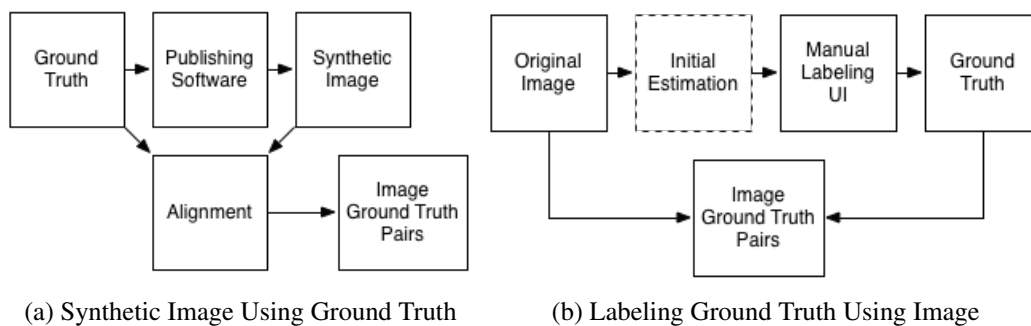 Ground
Truth
Publishing
Software
Synthetic
Image
Alignment
Image
Ground Truth
Pairs
(a) Synthetic Image Using Ground Truth
Original
Image
Initial
Estimation
Manual
Labeling
UI
Ground
Truth
Image
Ground Truth
Pairs
(b) Labeling Ground Truth Using Image